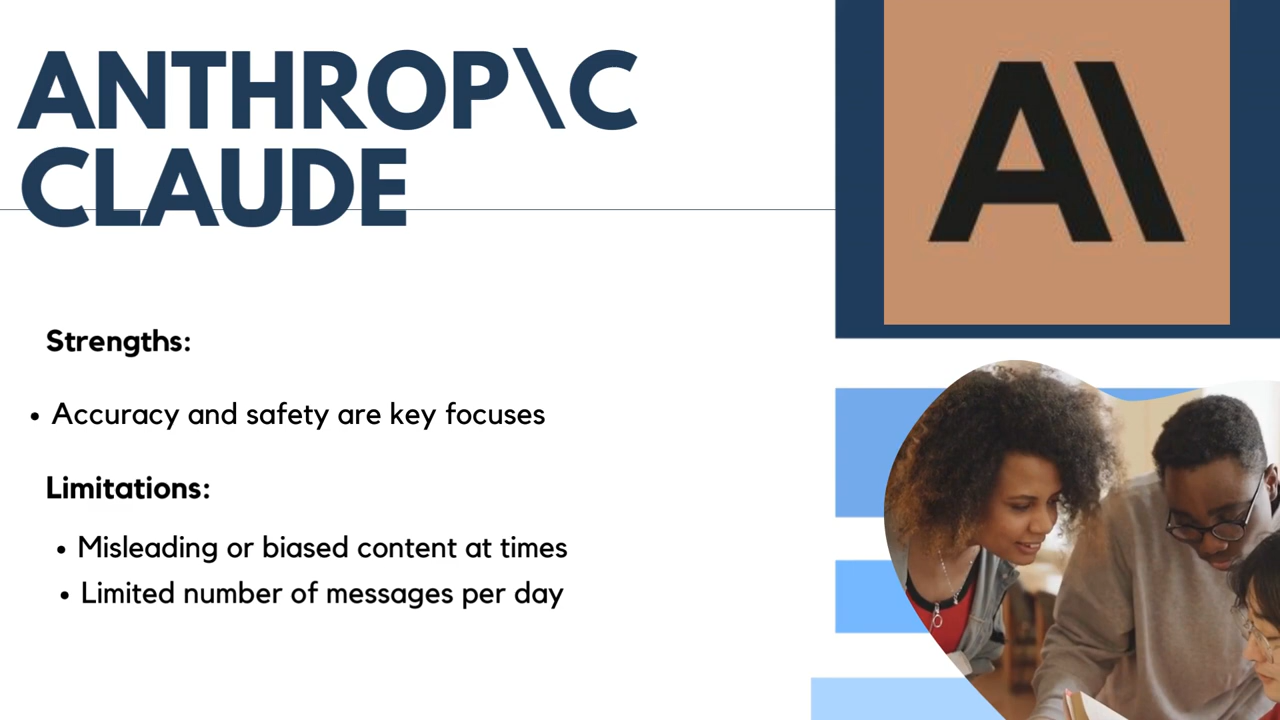 ANTHROP\C
CLAUDE
A\
Strengths:
• Accuracy and safety are key focuses
Limitations:
• Misleading or biased content at times
• Limited number of messages per day